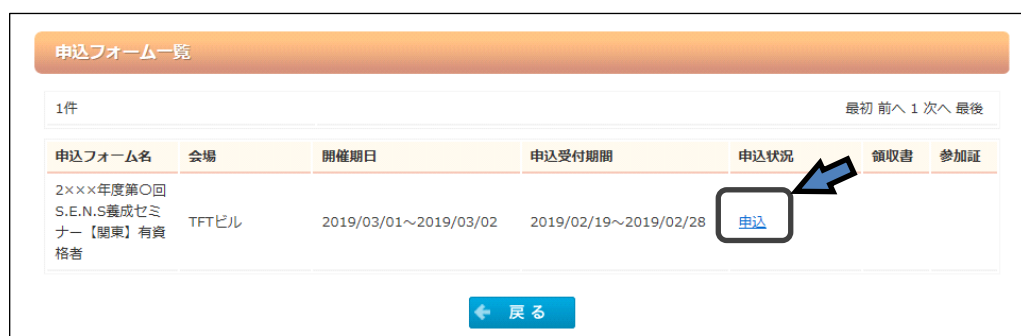 申込フォーム一覧
1件
最初 前へ 1 次へ 最後
申込フォーム名 会場 開催期日 申込受付期間 申込状況 領収書 参加証
2×××年度第〇回
S.E.N.S養成セミ
ナー【関東】有資
格者
TFTビル
2019/03/01～2019/03/02
2019/02/19～2019/02/28
申込
戻る